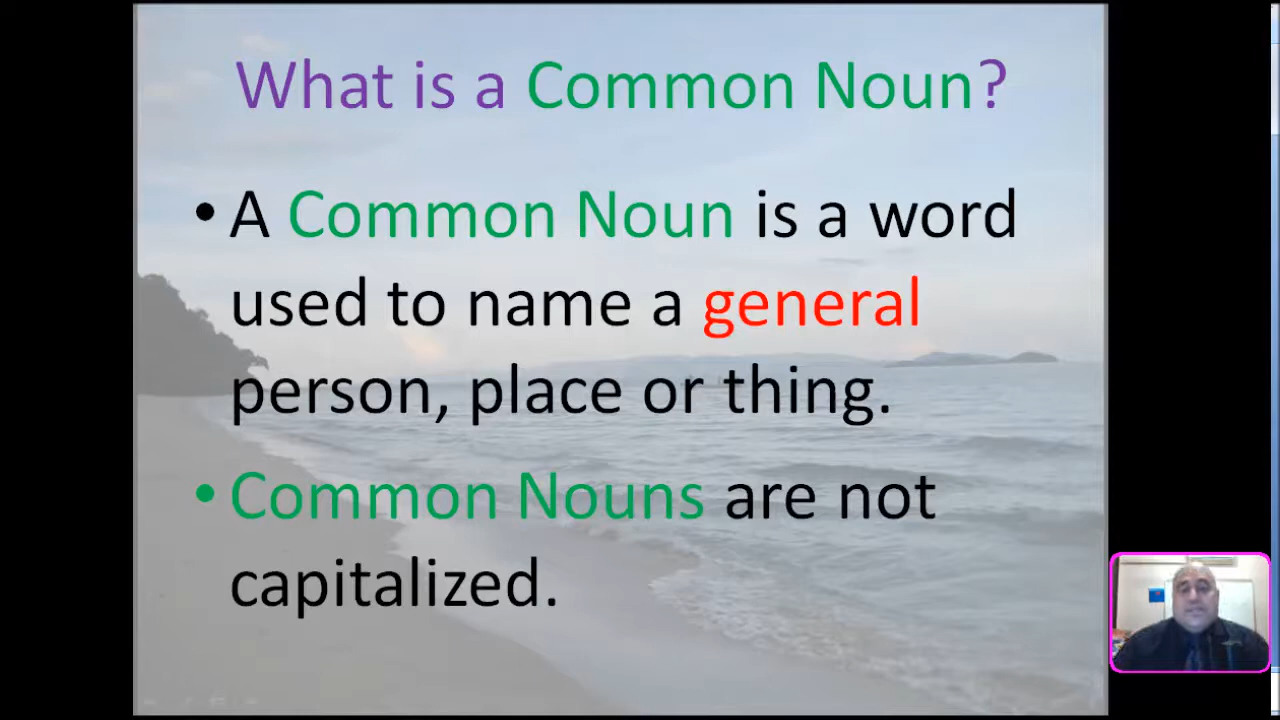 What is a Common Noun?
• A Common Noun is a word
used to name a general
person, place or thing.
• Common Nouns are not
capitalized.